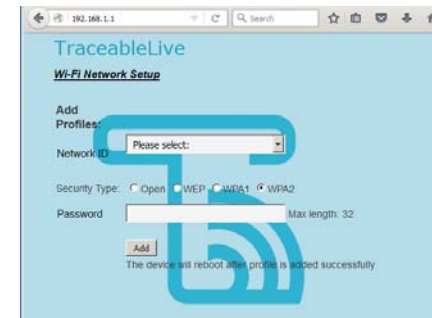 192.168.1.1
Search
TraceableLive
Wi-Fi Network Setup
Add
Profiles:
Network ID
Please select:
Security Type: Open WEP WPA1 WPA2
Password Max length: 32
Add
The device will reboot after profile is added successfully